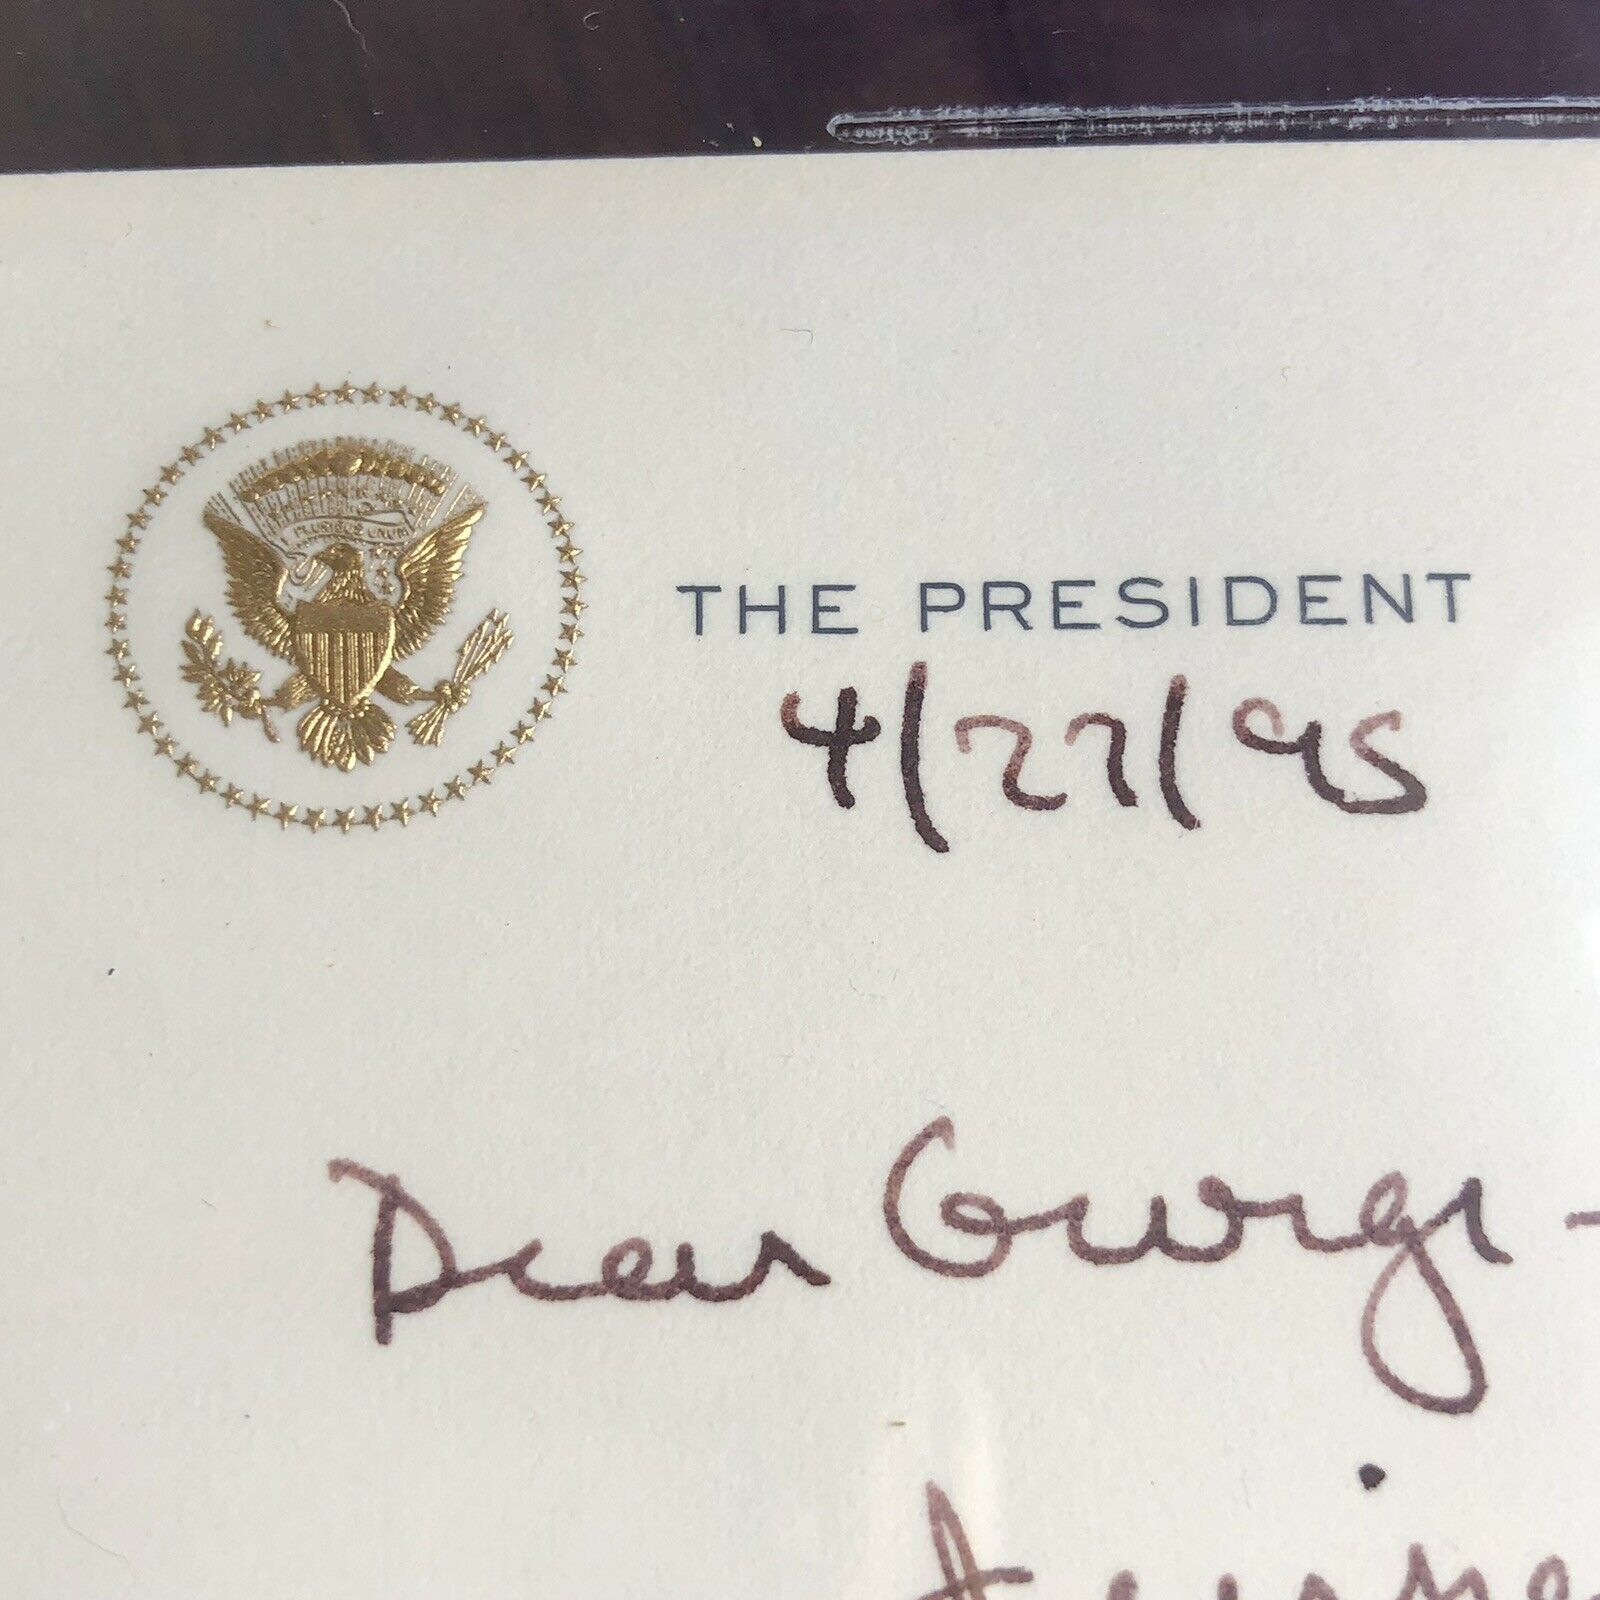 E PLURIBUS UNUM
THE PRESIDENT
4/27/95
Dear George -